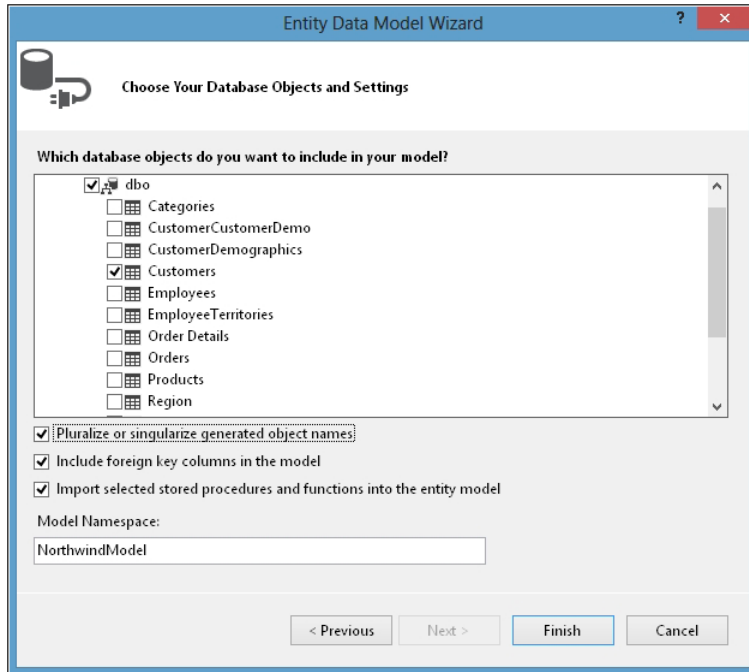 Entity Data Model Wizard
?
Choose Your Database Objects and Settings
Which database objects do you want to include in your model?
dbo
Categories
CustomerCustomerDemo
CustomerDemographics
Customers
Employees
EmployeeTerritories
Order Details
Orders
Products
Region
Pluralize or singularize generated object names
Include foreign key columns in the model
Import selected stored procedures and functions into the entity model
Model Namespace:
NorthwindModel
< Previous Next > Finish Cancel